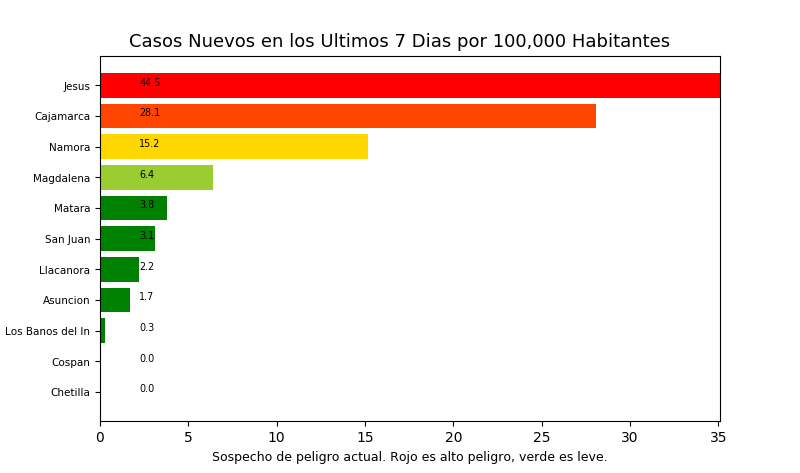 Casos Nuevos en los Ultimos 7 Dias por 100,000 Habitantes
Jesus 44.5
Cajamarca 28.1
Namora 15.2
Magdalena 6.4
Matara 3.8
San Juan 3.1
Llacanora 2.2
Asuncion 1.7
Los Banos del In 0.3
Cospan 0.0
Chetilla 0.0
0 5 10 15 20 25 30 35
Sospecho de peligro actual. Rojo es alto peligro, verde es leve.